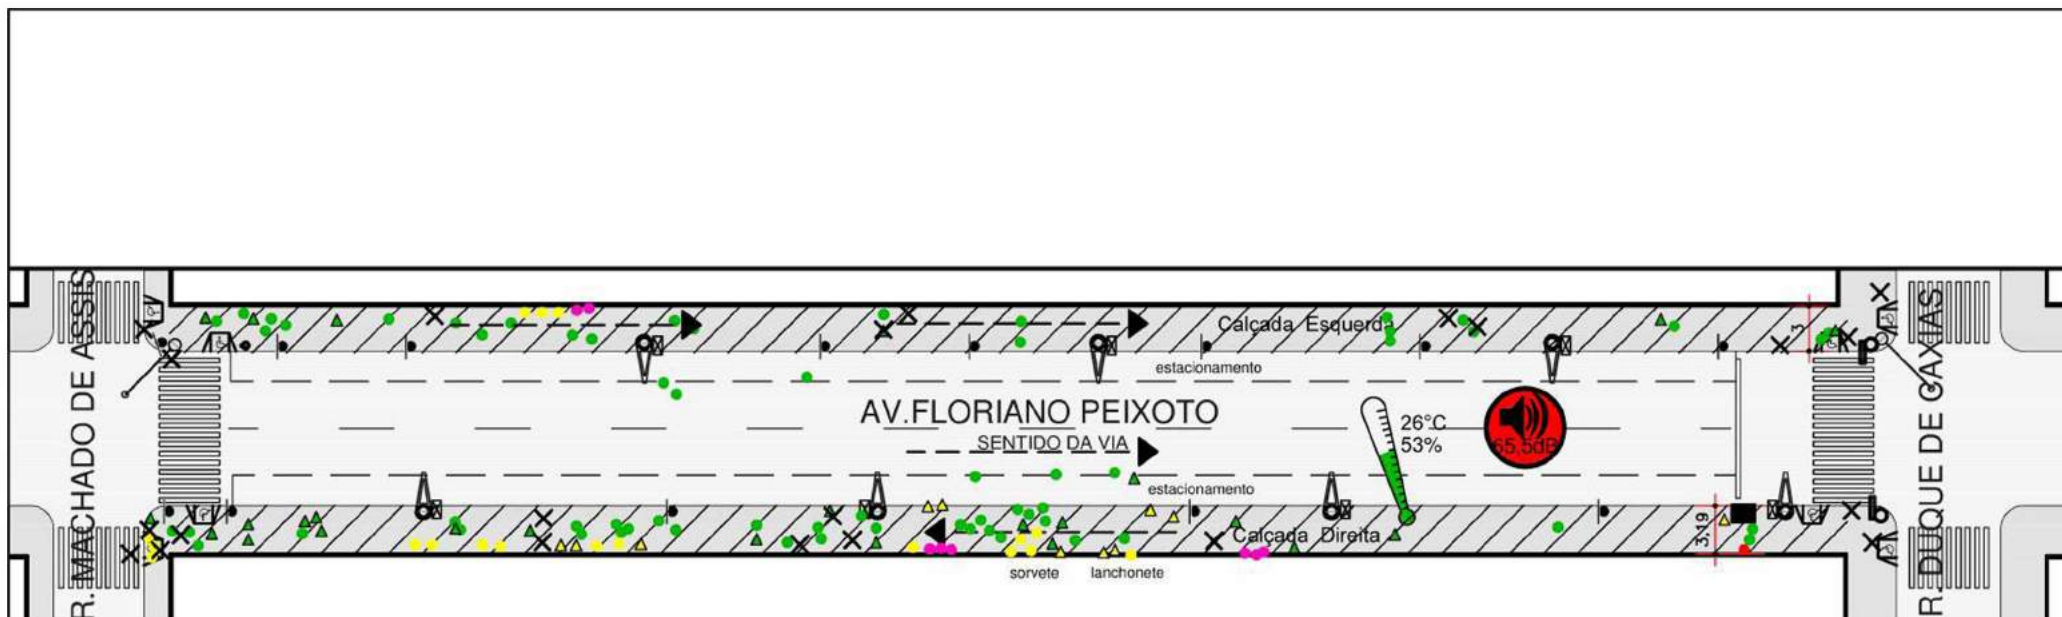 R. MACHADO DE ASSIS
Calçada Esquerda
3
estacionamento
AV.FLORIANO PEIXOTO
26°C
53%
65,5dB
SENTIDO DA VIA
estacionamento
Calçada Direita
3,19
sorvete
lanchonete
R. DUQUE DE CAXIAS